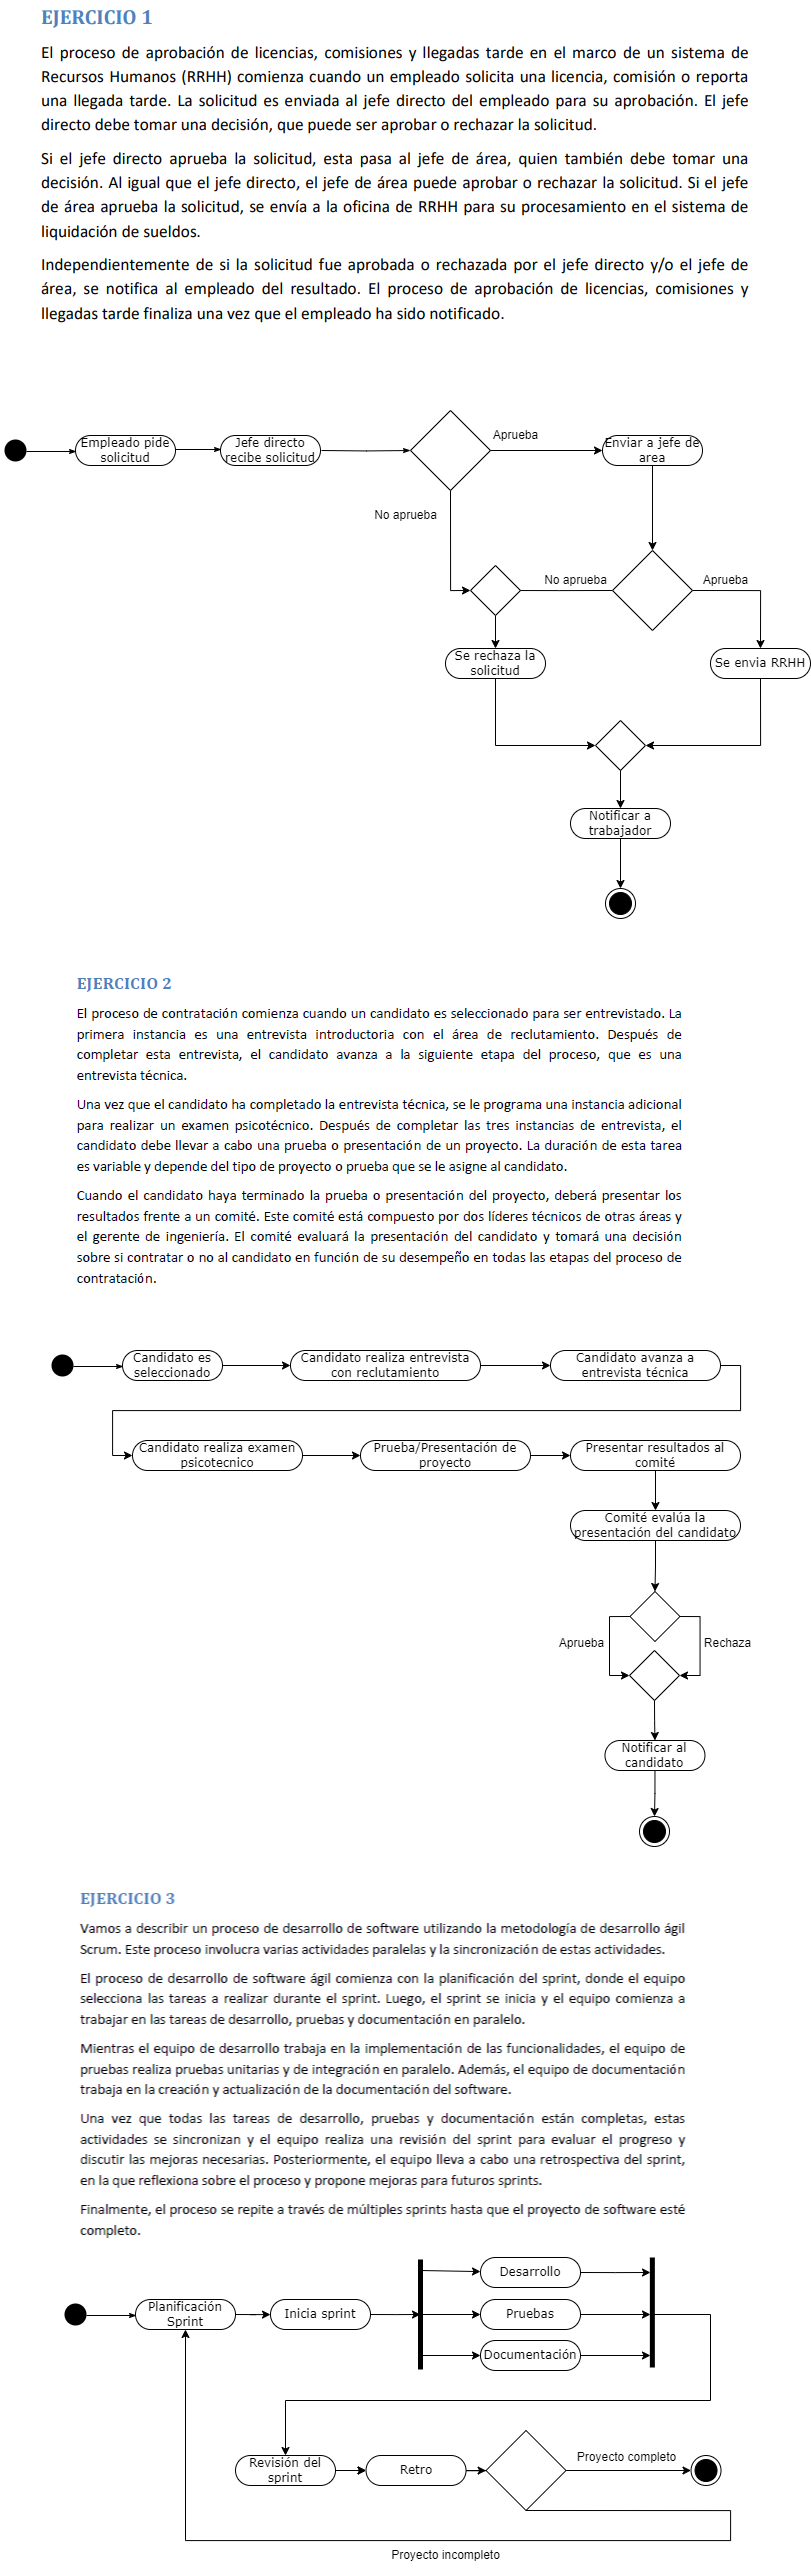 EJERCICIO 1
El proceso de aprobación de licencias, comisiones y llegadas tarde en el marco de un sistema de
Recursos Humanos (RRHH) comienza cuando un empleado solicita una licencia, comisión o reporta
una llegada tarde. La solicitud es enviada al jefe directo del empleado para su aprobación. El jefe
directo debe tomar una decisión, que puede ser aprobar o rechazar la solicitud.
Si el jefe directo aprueba la solicitud, esta pasa al jefe de área, quien también debe tomar una
decisión. Al igual que el jefe directo, el jefe de área puede aprobar o rechazar la solicitud. Si el jefe
de área aprueba la solicitud, se envía a la oficina de RRHH para su procesamiento en el sistema de
liquidación de sueldos.
Independientemente de si la solicitud fue aprobada o rechazada por el jefe directo y/o el jefe de
área, se notifica al empleado del resultado. El proceso de aprobación de licencias, comisiones y
llegadas tarde finaliza una vez que el empleado ha sido notificado.
Empleado pide
solicitud
Jefe directo
recibe solicitud
Aprueba
Enviar a jefe de
area
No aprueba
No aprueba
Aprueba
Se rechaza la
solicitud
Se envia RRHH
Notificar a
trabajador
EJERCICIO 2
El proceso de contratación comienza cuando un candidato es seleccionado para ser entrevistado. La
primera instancia es una entrevista introductoria con el área de reclutamiento. Después de
completar esta entrevista, el candidato avanza a la siguiente etapa del proceso, que es una
entrevista técnica.
Una vez que el candidato ha completado la entrevista técnica, se le programa una instancia adicional
para realizar un examen psicotécnico. Después de completar las tres instancias de entrevista, el
candidato debe llevar a cabo una prueba o presentación de un proyecto. La duración de esta tarea
es variable y depende del tipo de proyecto o prueba que se le asigne al candidato.
Cuando el candidato haya terminado la prueba o presentación del proyecto, deberá presentar los
resultados frente a un comité. Este comité está compuesto por dos líderes técnicos de otras áreas y
el gerente de ingeniería. El comité evaluará la presentación del candidato y tomará una decisión
sobre si contratar o no al candidato en función de su desempeño en todas las etapas del proceso de
contratación.
Candidato es
seleccionado
Candidato realiza entrevista
con reclutamiento
Candidato avanza a
entrevista técnica
Candidato realiza examen
psicotecnico
Prueba/Presentación de
proyecto
Presentar resultados al
comité
Comité evalúa la
presentación del candidato
Aprueba
Rechaza
Notificar al
candidato
EJERCICIO 3
Vamos a describir un proceso de desarrollo de software utilizando la metodología de desarrollo ágil
Scrum. Este proceso involucra varias actividades paralelas y la sincronización de estas actividades.
El proceso de desarrollo de software ágil comienza con la planificación del sprint, donde el equipo
selecciona las tareas a realizar durante el sprint. Luego, el sprint se inicia y el equipo comienza a
trabajar en las tareas de desarrollo, pruebas y documentación en paralelo.
Mientras el equipo de desarrollo trabaja en la implementación de las funcionalidades, el equipo de
pruebas realiza pruebas unitarias y de integración en paralelo. Además, el equipo de documentación
trabaja en la creación y actualización de la documentación del software.
Una vez que todas las tareas de desarrollo, pruebas y documentación están completas, estas
actividades se sincronizan y el equipo realiza una revisión del sprint para evaluar el progreso y
discutir las mejoras necesarias. Posteriormente, el equipo lleva a cabo una retrospectiva del sprint,
en la que reflexiona sobre el proceso y propone mejoras para futuros sprints.
Finalmente, el proceso se repite a través de múltiples sprints hasta que el proyecto de software esté
completo.
Planificación
Sprint
Inicia sprint
Desarrollo
Pruebas
Documentación
Revisión del
sprint
Retro
Proyecto completo
Proyecto incompleto